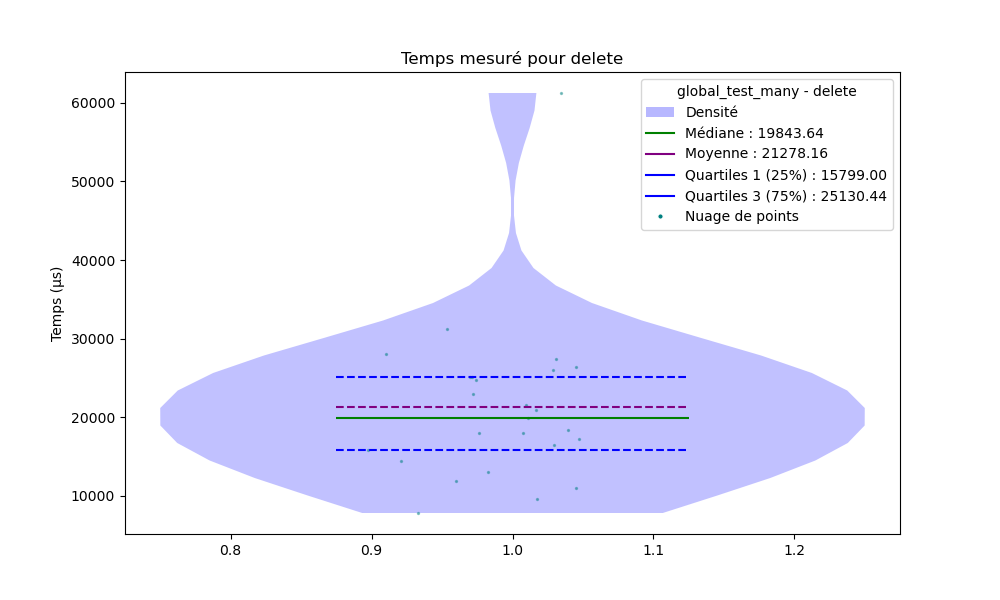 Temps mesuré pour delete
global_test_many - delete
Densité
Médiane : 19843.64
Moyenne : 21278.16
Quartiles 1 (25%) : 15799.00
Quartiles 3 (75%) : 25130.44
Nuage de points
Temps (µs)
60000
50000
40000
30000
20000
10000
0.8
0.9
1.0
1.1
1.2